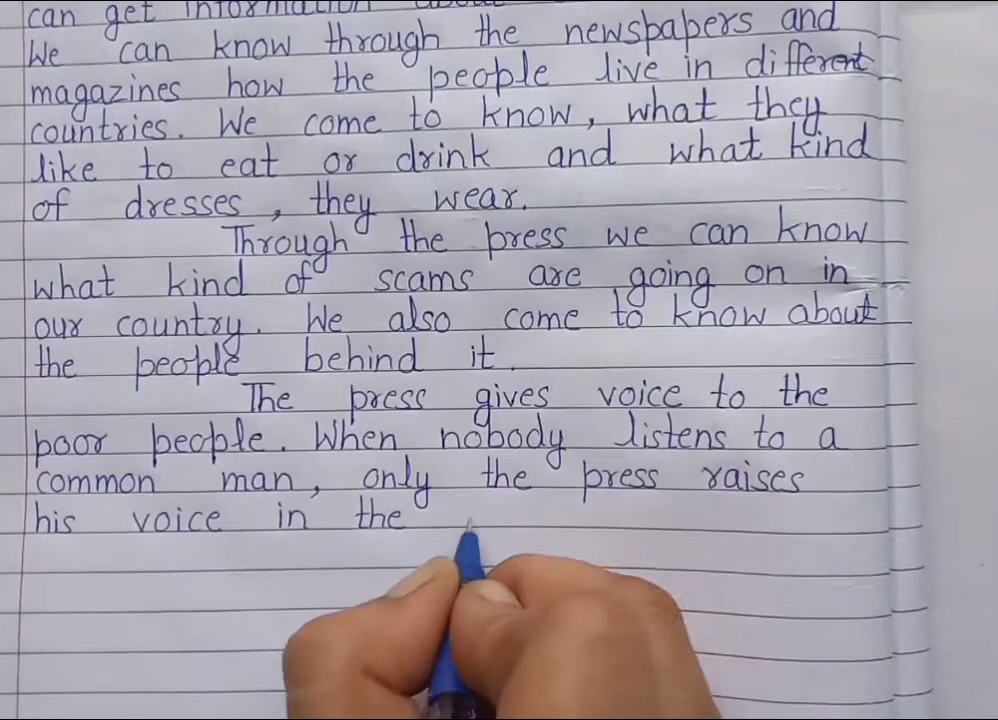 can get information about
We can know through the newspapers and
magazines how the people live in different
countries. We come to know, what they
like to eat or drink and what kind
of dresses, they wear.
Through the press we can know
what kind of scams are going on in
our country. We also come to know about
the people behind it.
The press gives voice to the
poor people. When nobody listens to a
common man, only the press raises
his voice in the